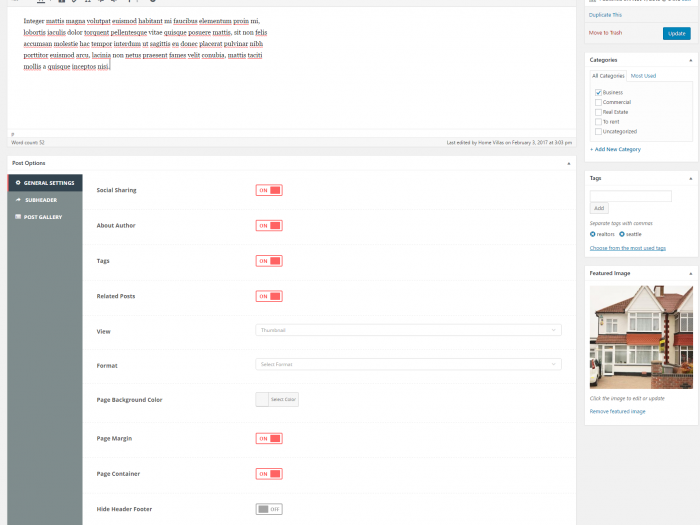 Integer mattis magna volutpat euismod habitant mi faucibus elementum proin mi,
lobortis iaculis dolor torquent pellentesque vitae quisque posuere mattis, sit non felis
accumsan molestie hac tempor interdum ut sagittis eu donec placerat pulvinar nibh
porttitor euismod arcu, lacinia non netus praesent fames velit conubia, mattis taciti
mollis a quisque inceptos nisi.
P
Word count: 52
Last edited by Home Villas on February 3, 2017 at 3:03 pm
Post Options
GENERAL SETTINGS
SUBHEADER
POST GALLERY
Social Sharing
ON
About Author
ON
Tags
ON
Related Posts
ON
View
Thumbnail
Format
Select Format
Page Background Color
Select Color
Page Margin
ON
Page Container
ON
Hide Header Footer
OFF
Duplicate This
Move to Trash
Update
Categories
All Categories
Most Used
Business
Commercial
Real Estate
To rent
Uncategorized
+ Add New Category
Tags
Add
Separate tags with commas
realtors
seattle
Choose from the most used tags
Featured Image
Click the image to edit or update
Remove featured image